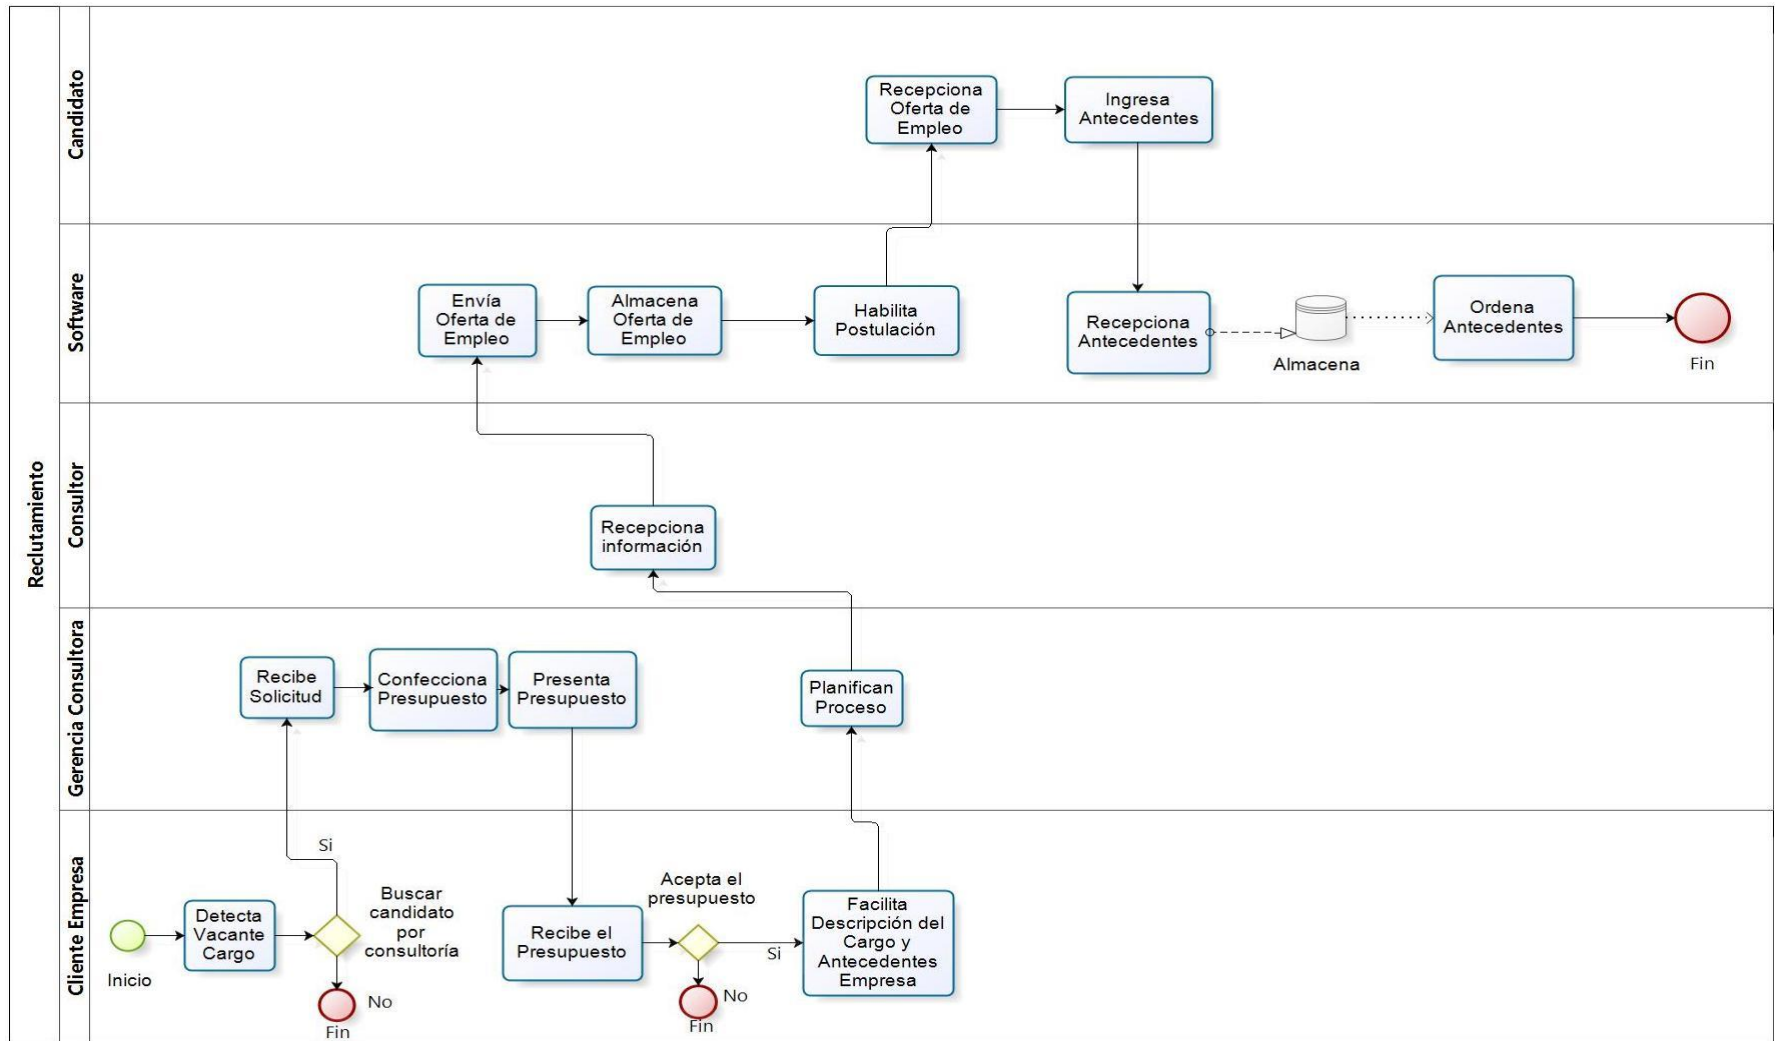 Reclutamiento
Candidato
Recepciona
Oferta de
Empleo
Ingresa
Antecedentes
Software
Envía
Oferta de
Empleo
Almacena
Oferta de
Empleo
Habilita
Postulación
Recepciona
Antecedentes
Almacena
Ordena
Antecedentes
Fin
Consultor
Recepciona
información
Gerencia Consultora
Recibe
Solicitud
Confecciona
Presupuesto
Presenta
Presupuesto
Planifican
Proceso
Cliente Empresa
Inicio
Detecta
Vacante
Cargo
Si
Buscar
candidato
por
consultoría
No
Fin
Recibe el
Presupuesto
Acepta el
presupuesto
Si
No
Fin
Facilita
Descripción del
Cargo y
Antecedentes
Empresa